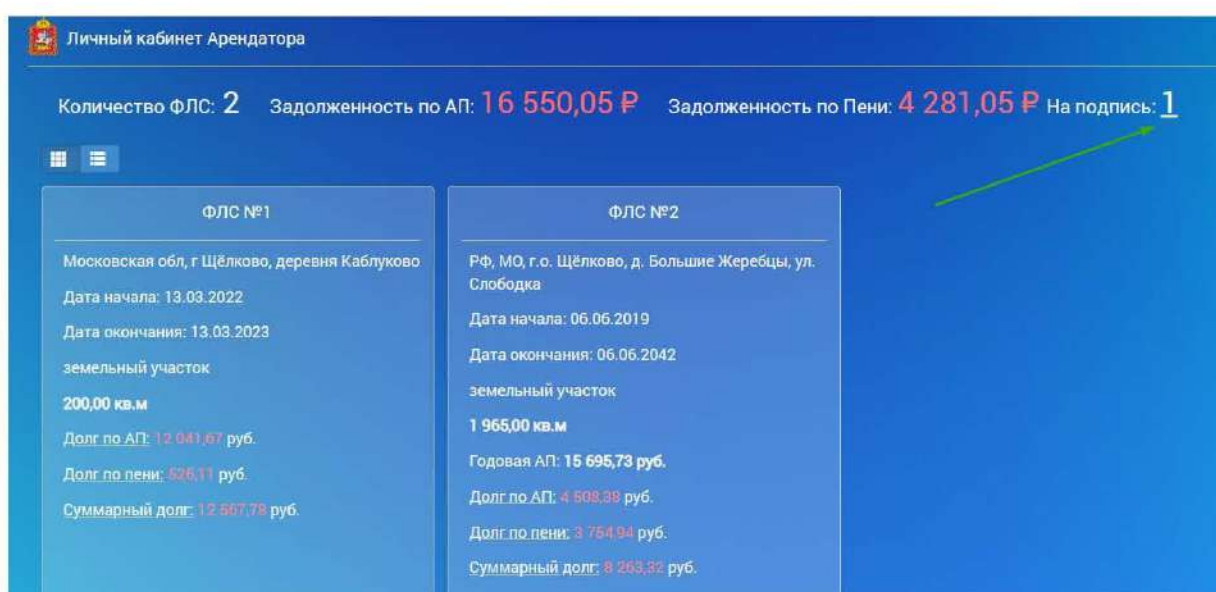 Личный кабинет Арендатора
Количество ФЛС: 2 Задолженность по АП: 16 550,05 ₽ Задолженность по Пени: 4 281,05 ₽ На подпись: 1
ФЛС №1
Московская обл, г Щёлково, деревня Каблуково
Дата начала: 13.03.2022
Дата окончания: 13.03.2023
земельный участок
200,00 кв.м
Долг по АП: 12 041,67 руб.
Долг по пени: 526,11 руб.
Суммарный долг: 12 567,78 руб.
ФЛС №2
РФ, МО, г.о. Щёлково, д. Большие Жеребцы, ул.
Слободка
Дата начала: 06.06.2019
Дата окончания: 06.06.2042
земельный участок
1 965,00 кв.м
Годовая АП: 15 695,73 руб.
Долг по АП: 4 508,38 руб.
Долг по пени: 3 754,94 руб.
Суммарный долг: 8 263,32 руб.